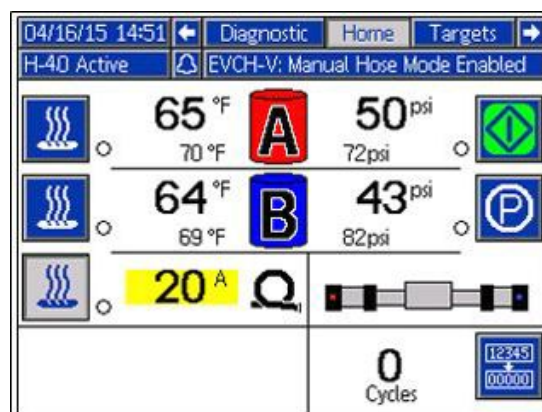 04/16/15 14:51 Diagnostic Home Targets
H-40 Active EVCH-V: Manual Hose Mode Enabled
65 °F A 50 psi
70 °F 72psi
64 °F B 43 psi P
69 °F 82psi
20 A
12345
0 00000
Cycles